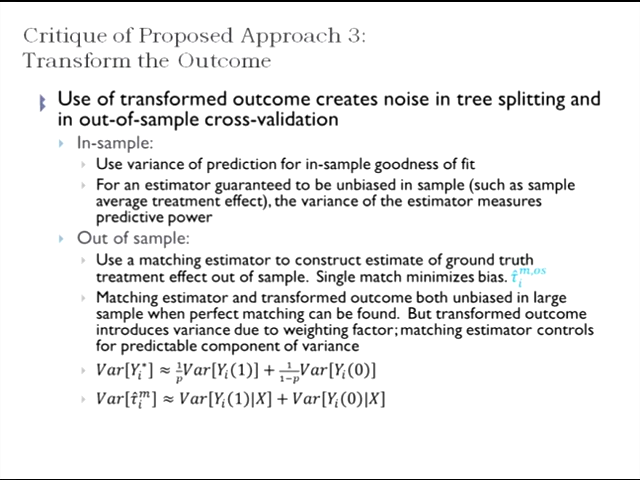 Critique of Proposed Approach 3:
Transform the Outcome
Use of transformed outcome creates noise in tree splitting and
in out-of-sample cross-validation
In-sample:
Use variance of prediction for in-sample goodness of fit
For an estimator guaranteed to be unbiased in sample (such as sample
average treatment effect), the variance of the estimator measures
predictive power
Out of sample:
Use a matching estimator to construct estimate of ground truth
treatment effect out of sample. Single match minimizes bias. τ̂ᵢ^{m,os}
Matching estimator and transformed outcome both unbiased in large
sample when perfect matching can be found. But transformed outcome
introduces variance due to weighting factor; matching estimator controls
for predictable component of variance
Var[Yᵢ*] ≈ 1/p Var[Yᵢ(1)] + 1/(1−p) Var[Yᵢ(0)]
Var[τ̂ᵢᵐ] ≈ Var[Yᵢ(1)|X] + Var[Yᵢ(0)|X]